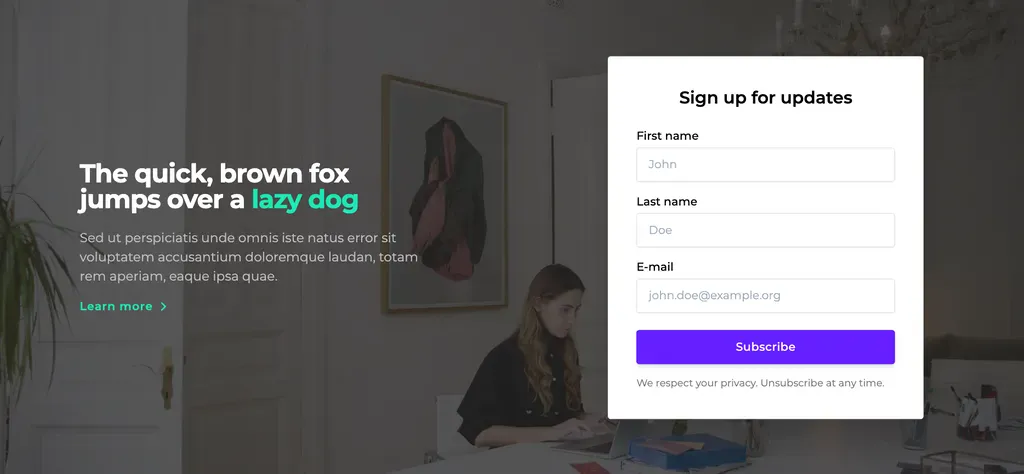 The quick, brown fox
jumps over a lazy dog
Sed ut perspiciatis unde omnis iste natus error sit
voluptatem accusantium doloremque laudan, totam
rem aperiam, eaque ipsa quae.
Learn more
Sign up for updates
First name
John
Last name
Doe
E-mail
john.doe@example.org
Subscribe
We respect your privacy. Unsubscribe at any time.